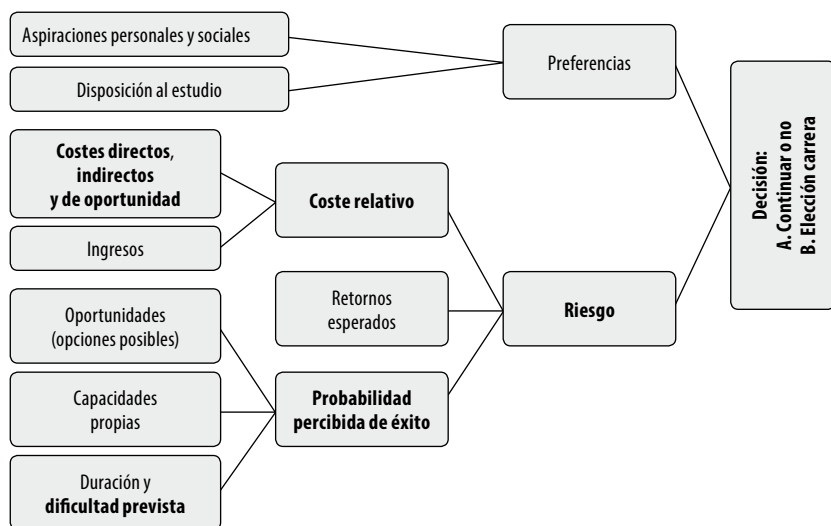 Aspiraciones personales y sociales
Disposición al estudio
Preferencias
Costes directos,
indirectos
y de oportunidad
Ingresos
Coste relativo
Retornos
esperados
Riesgo
Oportunidades
(opciones posibles)
Capacidades
propias
Duración y
dificultad prevista
Probabilidad
percibida de éxito
Decisión:
A. Continuar o no
B. Elección carrera